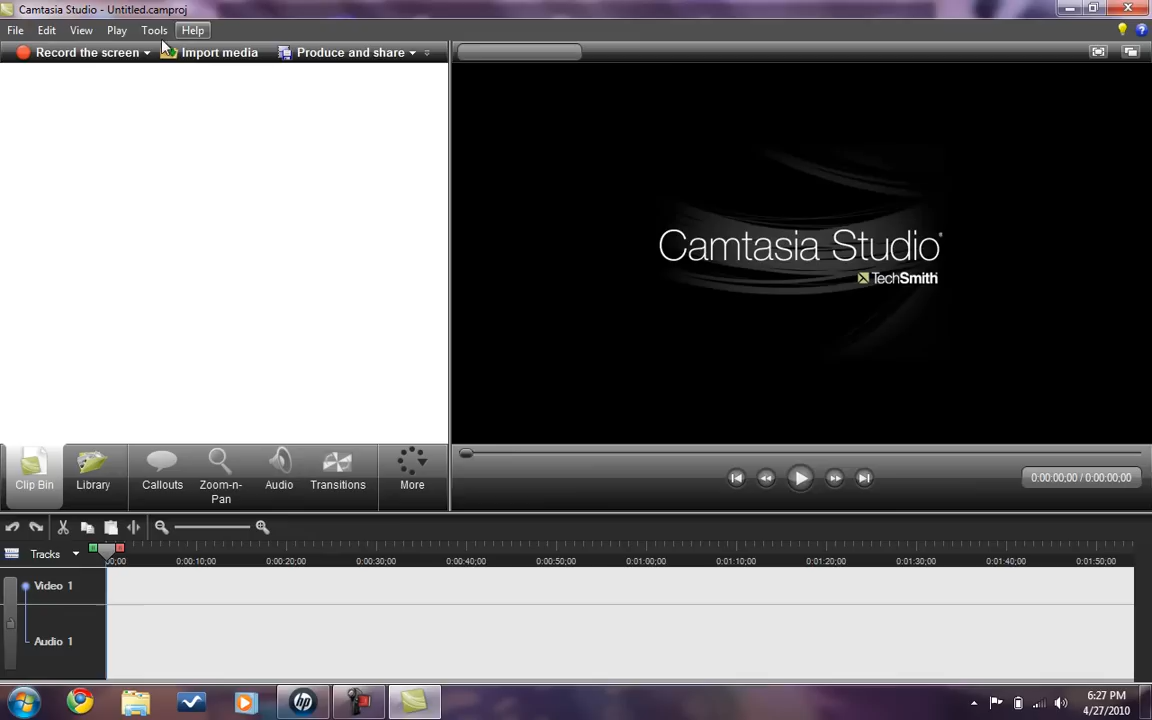 Camtasia Studio - Untitled.camproj
File Edit View Play Tools Help
Record the screen Import media Produce and share
Camtasia Studio®
TechSmith
Clip Bin Library Callouts Zoom-n-Pan Audio Transitions More
0:00:00;00 / 0:00:00;00
Tracks 00;00 0:00:10;00 0:00:20;00 0:00:30;00 0:00:40;00 0:00:50;00 0:01:00;00 0:01:10;00 0:01:20;00 0:01:30;00 0:01:40;00 0:01:50;00
Video 1
Audio 1
hp
6:27 PM
4/27/2010